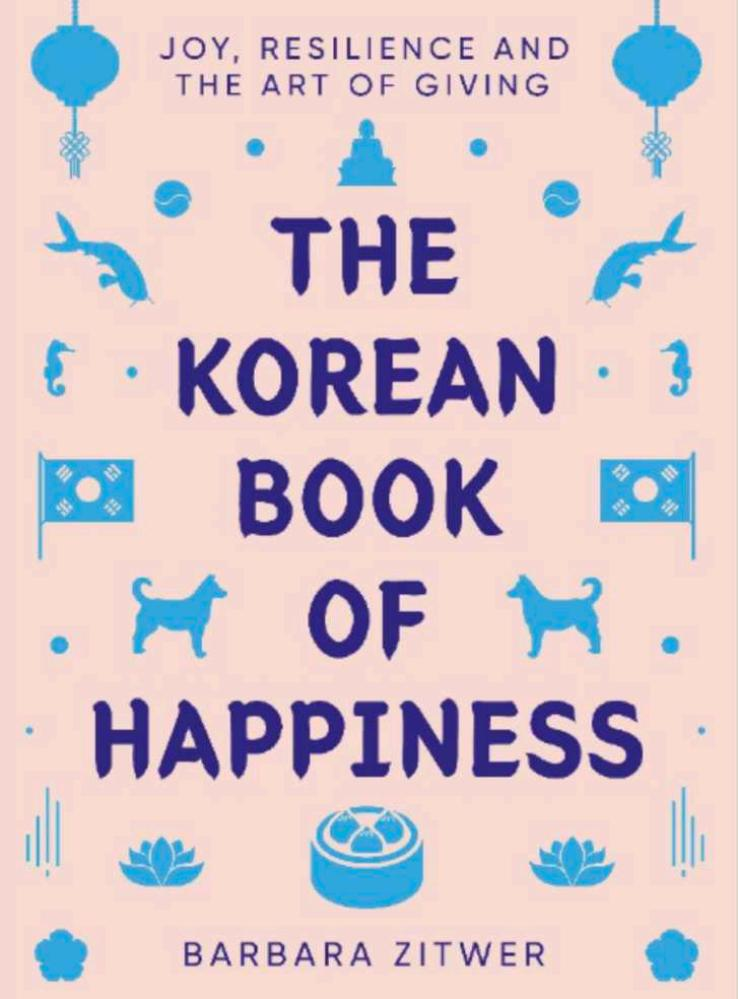 JOY, RESILIENCE AND
THE ART OF GIVING
THE
KOREAN
BOOK
OF
HAPPINESS
BARBARA ZITWER